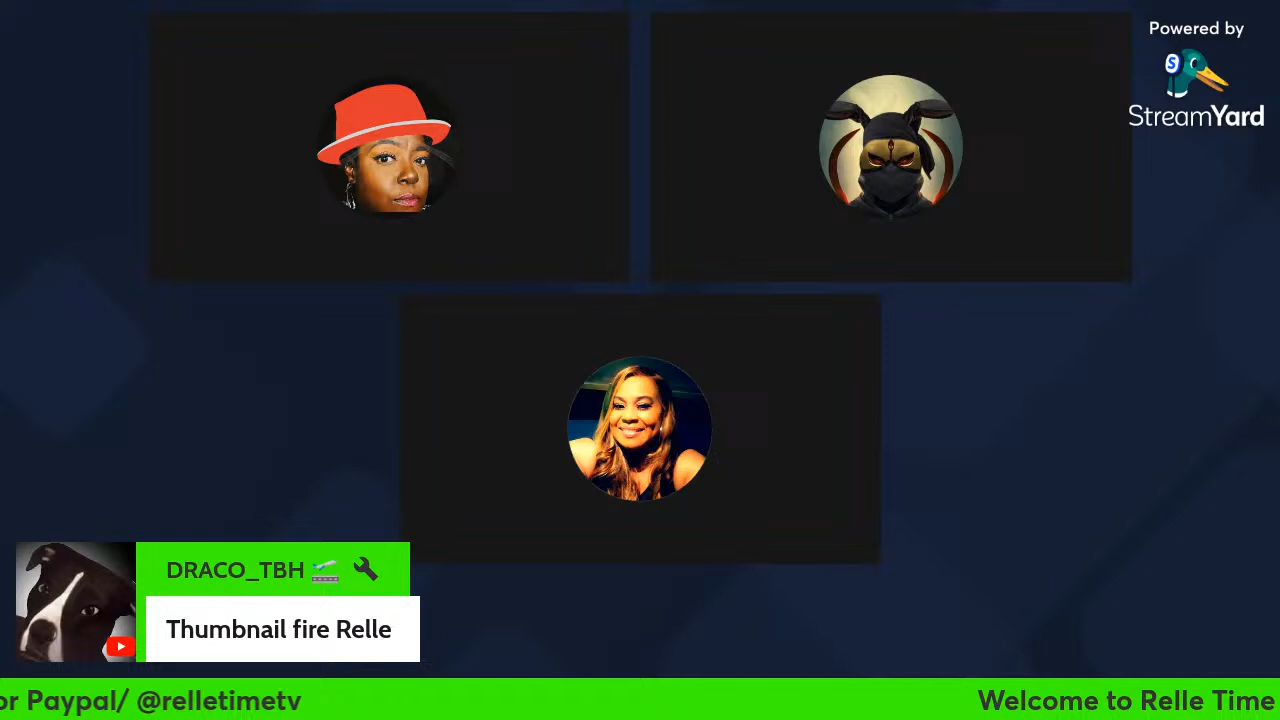 Powered by
StreamYard
DRACO_TBH
Thumbnail fire Relle
or Paypal/ @relletimetv
Welcome to Relle Time